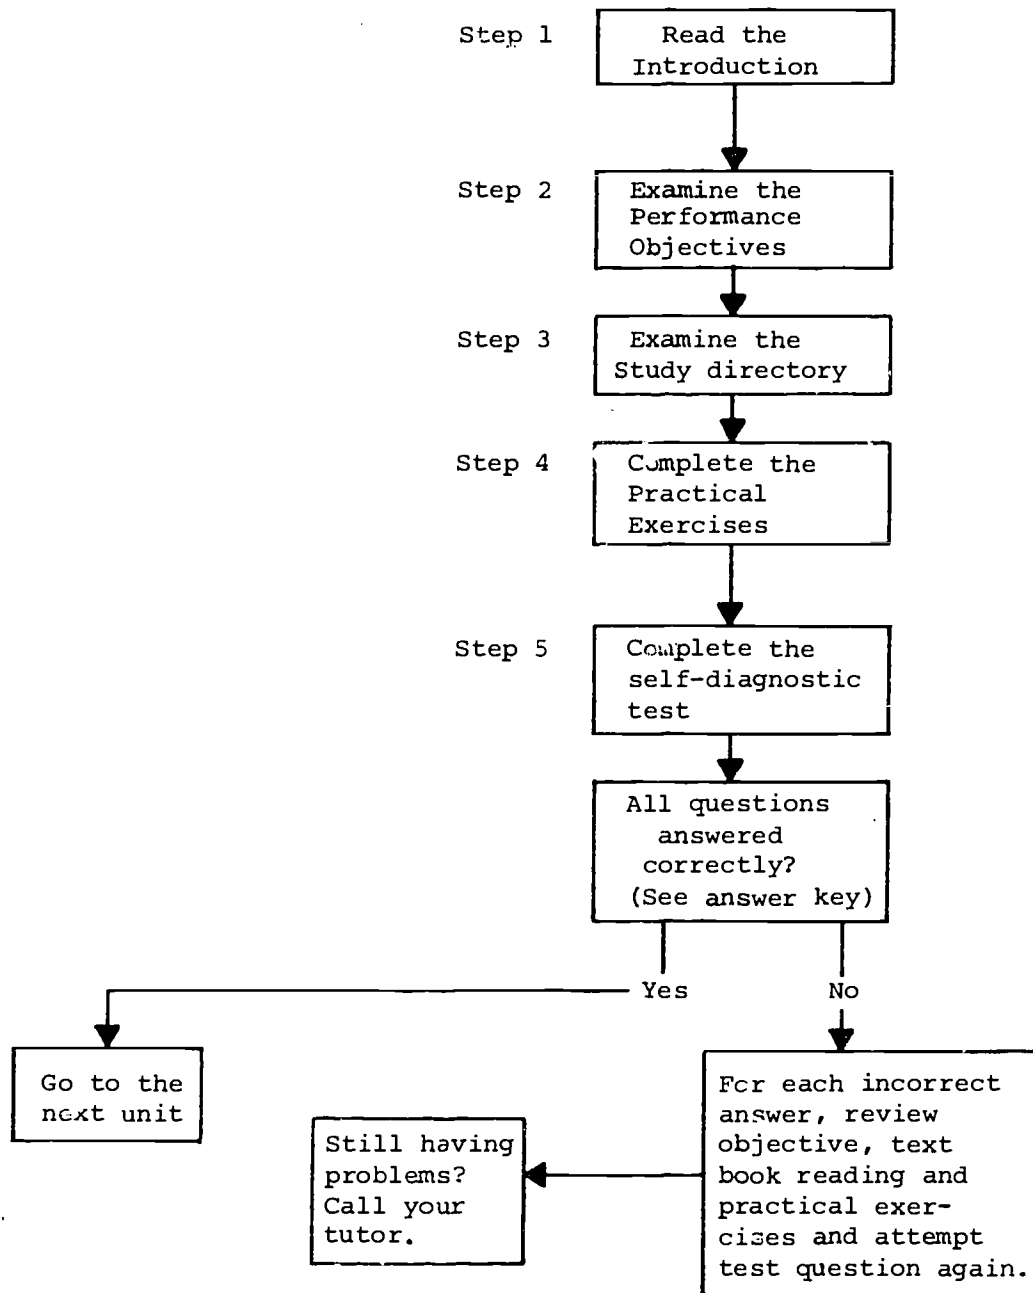 Step 1
Read the
Introduction
Step 2
Examine the
Performance
Objectives
Step 3
Examine the
Study directory
Step 4
Complete the
Practical
Exercises
Step 5
Complete the
self-diagnostic
test
All questions
answered
correctly?
(See answer key)
Yes
No
Go to the
next unit
Still having
problems?
Call your
tutor.
For each incorrect
answer, review
objective, text
book reading and
practical exer-
cises and attempt
test question again.